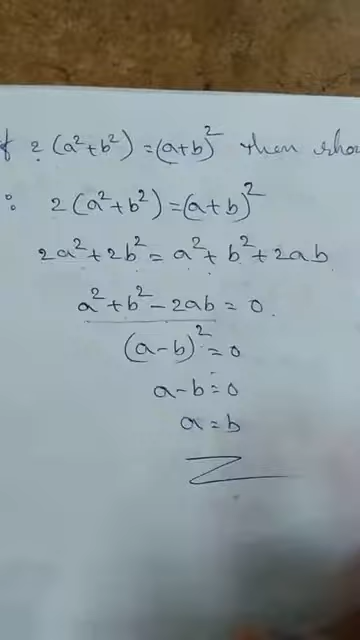 f 2(a²+b²)=(a+b)² then show
: 2(a²+b²)=(a+b)²
2a²+2b² = a²+b²+2ab
a²+b²-2ab = 0.
(a-b)² = 0
a-b = 0
a = b